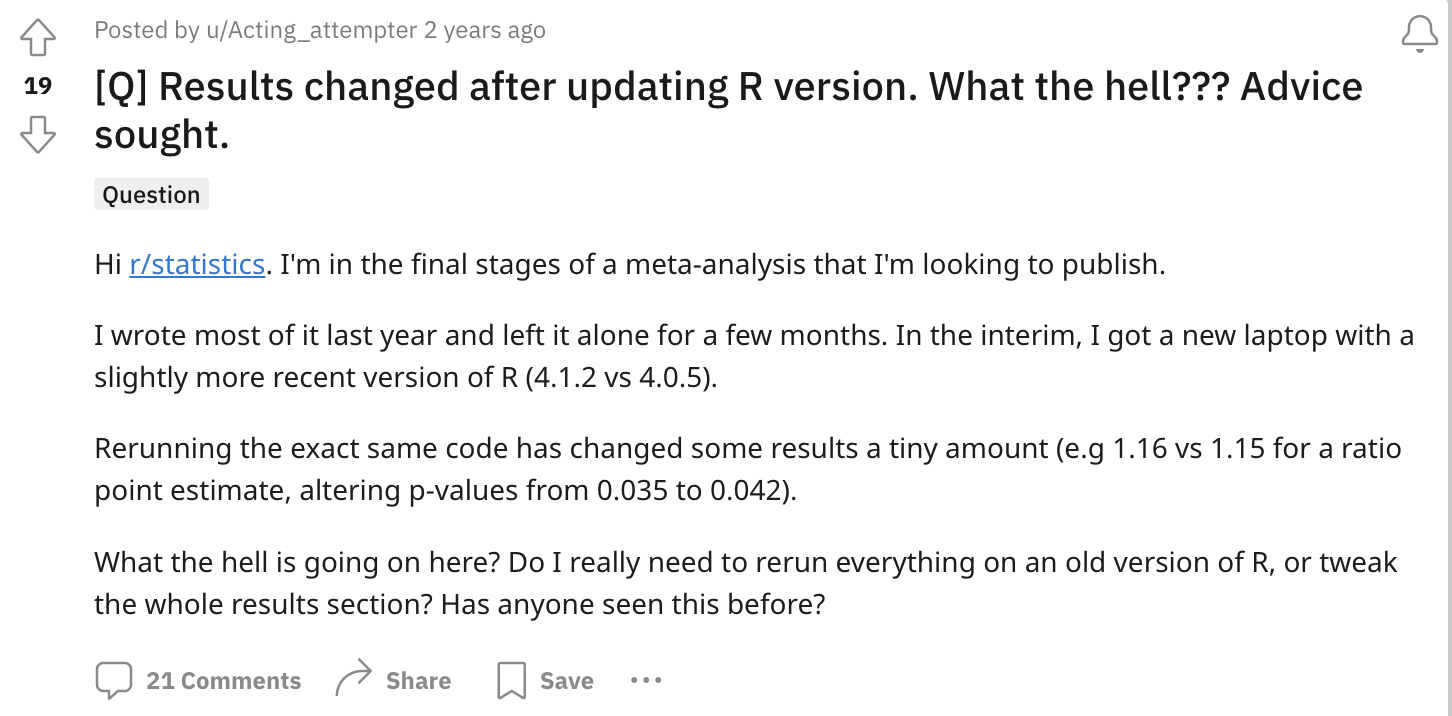 Posted by u/Acting_attempter 2 years ago
19
[Q] Results changed after updating R version. What the hell??? Advice
sought.
Question
Hi r/statistics. I'm in the final stages of a meta-analysis that I'm looking to publish.
I wrote most of it last year and left it alone for a few months. In the interim, I got a new laptop with a
slightly more recent version of R (4.1.2 vs 4.0.5).
Rerunning the exact same code has changed some results a tiny amount (e.g 1.16 vs 1.15 for a ratio
point estimate, altering p-values from 0.035 to 0.042).
What the hell is going on here? Do I really need to rerun everything on an old version of R, or tweak
the whole results section? Has anyone seen this before?
21 Comments Share Save ...